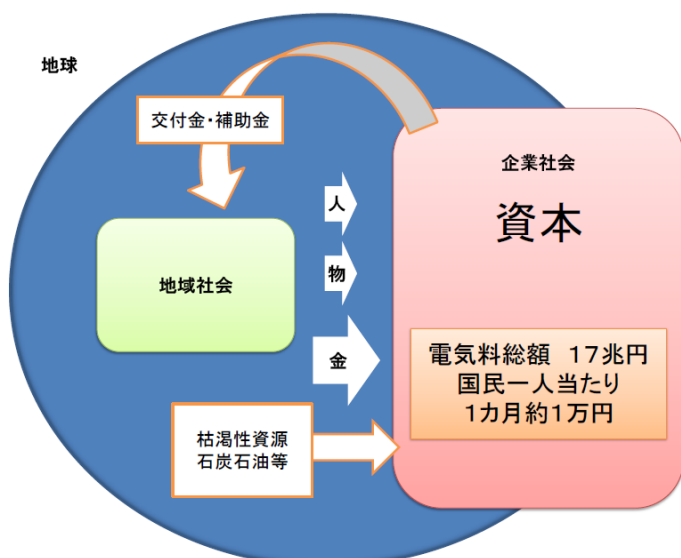 地球
交付金・補助金
企業社会
資本
人
物
金
地域社会
電気料総額 17兆円
国民一人当たり
1カ月約1万円
枯渇性資源
石炭石油等